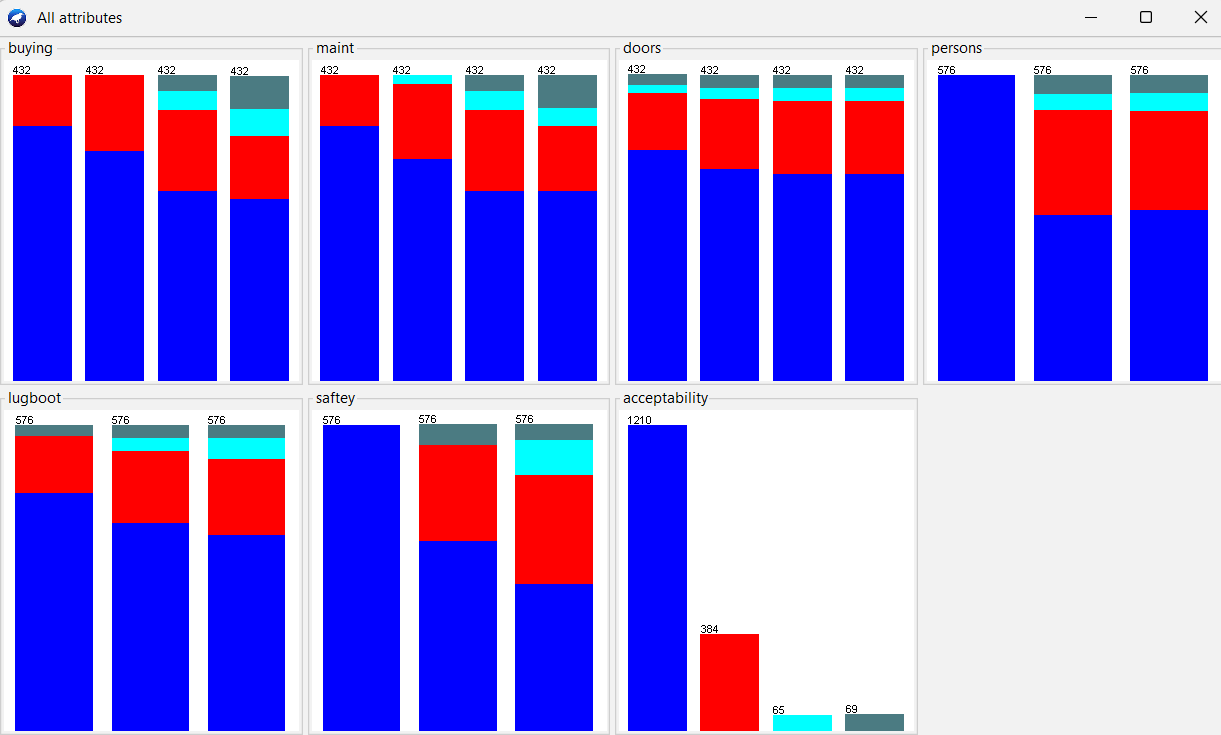 All attributes
buying maint doors persons
432 432 432 432 432 432 432 432 432 432 432 432 576 576 576
lugboot saftey acceptability
576 576 576 576 576 576 1210
384
65 69